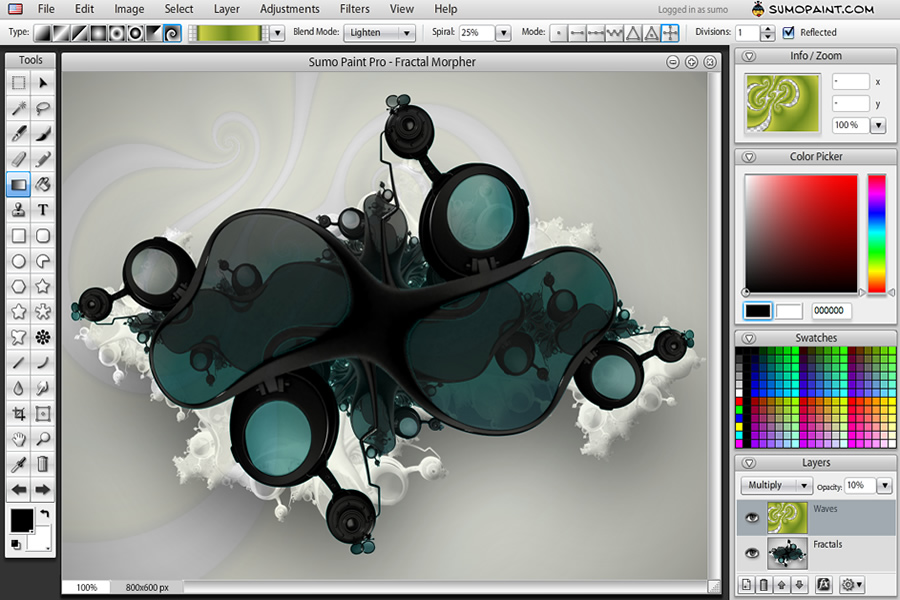 File Edit Image Select Layer Adjustments Filters View Help Logged in as sumo SUMOPAINT.COM
Type: Blend Mode: Lighten Spiral: 25% Mode: Divisions: 1 Reflected
Tools
Sumo Paint Pro - Fractal Morpher
Info / Zoom
- x
- y
100 %
Color Picker
000000
Swatches
Layers
Multiply Opacity: 10%
Waves
Fractals
T
100% 800x600 px